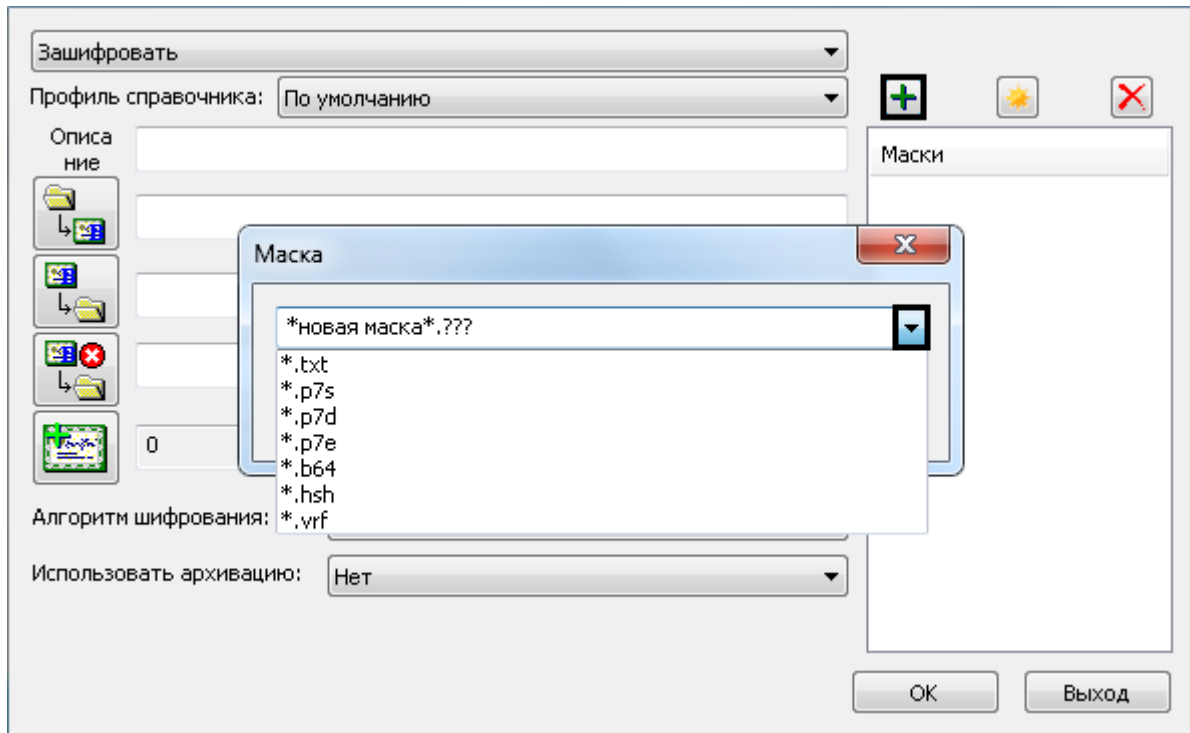 Зашифровать
Профиль справочника: По умолчанию
Описа
ние
Маски
Маска
*новая маска*.???
*.txt
*.p7s
*.p7d
*.p7e
*.b64
*.hsh
*.vrf
0
Алгоритм шифрования:
Использовать архивацию: Нет
ОК Выход